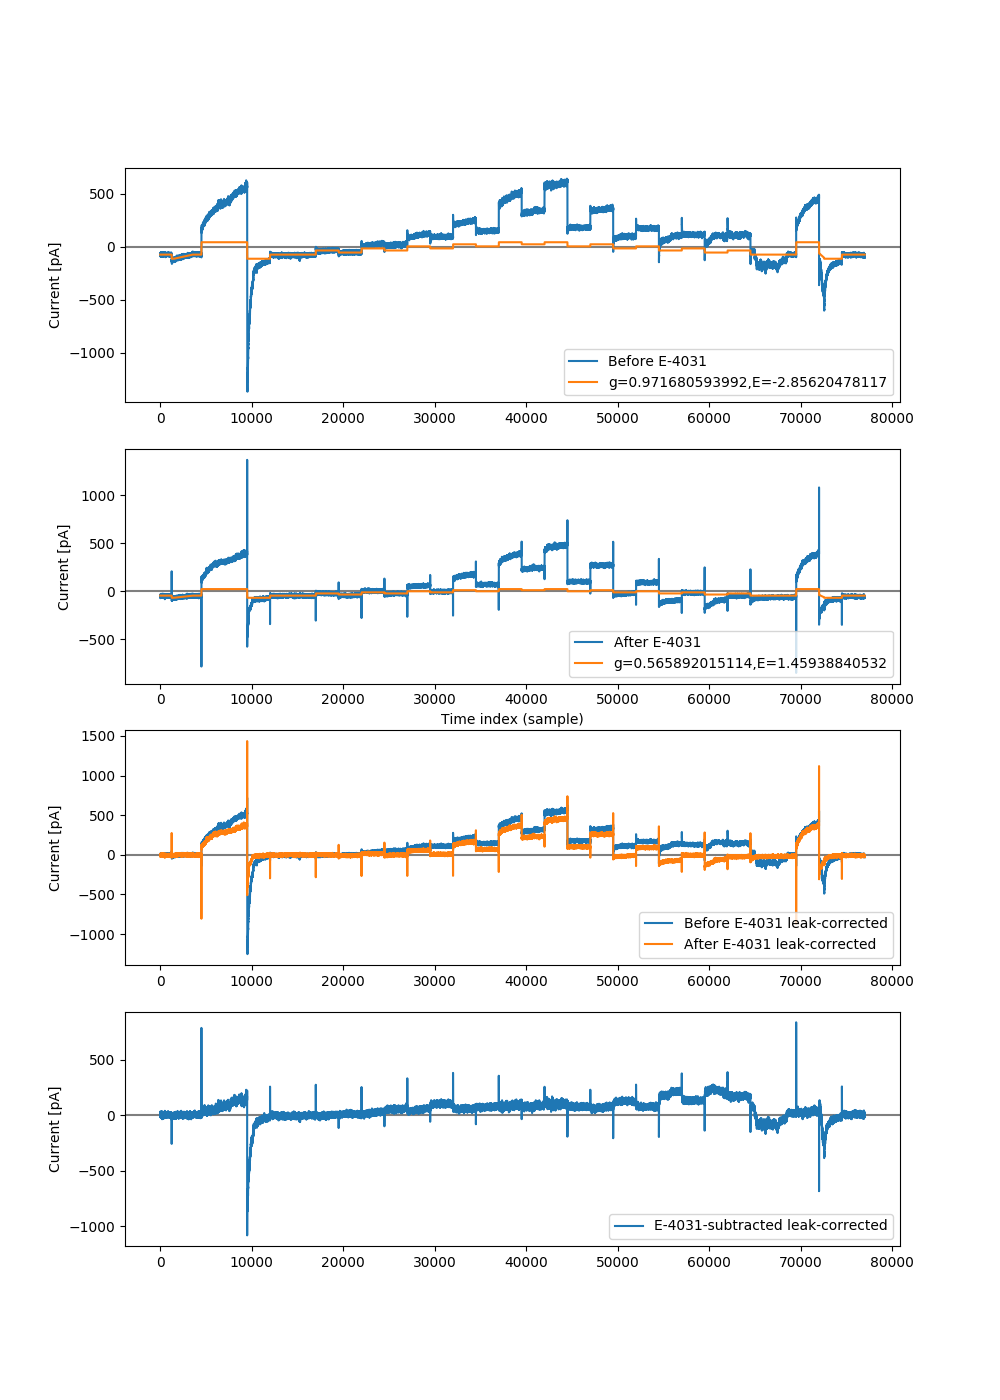 500
0
−500
−1000
Current [pA]
Before E-4031
g=0.971680593992,E=-2.85620478117
0 10000 20000 30000 40000 50000 60000 70000 80000
1000
500
0
−500
Current [pA]
After E-4031
g=0.565892015114,E=1.45938840532
0 10000 20000 30000 40000 50000 60000 70000 80000
Time index (sample)
1500
1000
500
0
−500
−1000
Current [pA]
Before E-4031 leak-corrected
After E-4031 leak-corrected
0 10000 20000 30000 40000 50000 60000 70000 80000
500
0
−500
−1000
Current [pA]
E-4031-subtracted leak-corrected
0 10000 20000 30000 40000 50000 60000 70000 80000